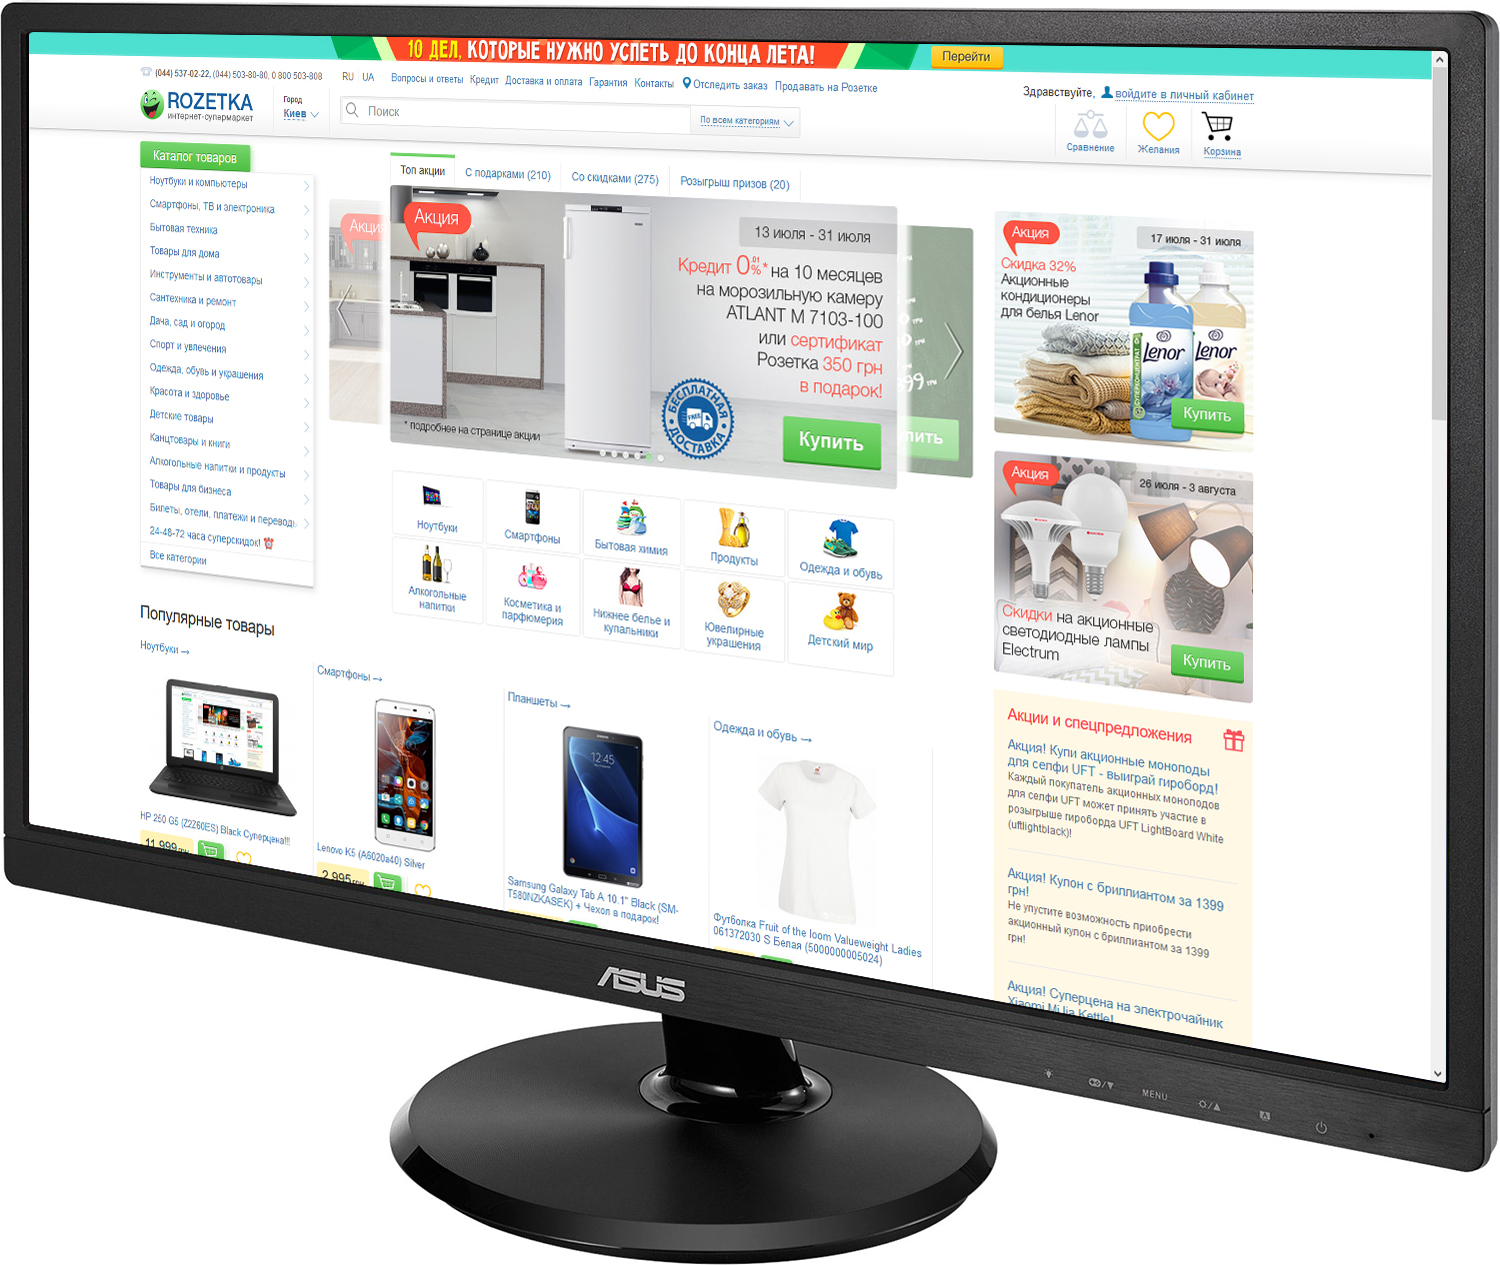 10 ДЕЛ, КОТОРЫЕ НУЖНО УСПЕТЬ ДО КОНЦА ЛЕТА!
Перейти
(044) 537-02-22, (044) 503-80-80, 0 800 503-808
RU UA
Вопросы и ответы Кредит Доставка и оплата Гарантия Контакты Отследить заказ Продавать на Розетке
Здравствуйте, войдите в личный кабинет
ROZETKA
интернет-супермаркет
Город
Киев
Поиск
По всем категориям
Сравнение
Желания
Корзина
Каталог товаров
Ноутбуки и компьютеры
Смартфоны, ТВ и электроника
Бытовая техника
Товары для дома
Инструменты и автотовары
Сантехника и ремонт
Дача, сад и огород
Спорт и увлечения
Одежда, обувь и украшения
Красота и здоровье
Детские товары
Канцтовары и книги
Алкогольные напитки и продукты
Товары для бизнеса
Билеты, отели, платежи и переводы
24-48-72 часа суперскидок!
Все категории
Топ акции
С подарками (210)
Со скидками (275)
Розыгрыш призов (20)
Акция
Акция
13 июля - 31 июля
Кредит 0,01%* на 10 месяцев
на морозильную камеру
ATLANT М 7103-100
или сертификат
Розетка 350 грн
в подарок!
БЕСПЛАТНАЯ
FREE
ДОСТАВКА
* подробнее на странице акции
Купить
пить
399 грн
Акция
17 июля - 31 июля
Скидка 32%
Акционные
кондиционеры
для белья Lenor
СУПЕРКОНЦЕНТРАТ
Lenor
Lenor
Купить
Акция
26 июля - 3 августа
Скидки на акционные
светодиодные лампы
Electrum
Купить
Ноутбуки
Смартфоны
Бытовая химия
Продукты
Одежда и обувь
Алкогольные
напитки
Косметика и
парфюмерия
Нижнее белье и
купальники
Ювелирные
украшения
Детский мир
Популярные товары
Ноутбуки →
HP 250 G5 (Z2Z60ES) Black Суперцена!!!
11 999 грн
Смартфоны →
Lenovo K5 (A6020a40) Silver
2 995 грн
Планшеты →
12:45
Samsung Galaxy Tab A 10.1" Black (SM-
T580NZKASEK) + Чехол в подарок!
Одежда и обувь →
Футболка Fruit of the loom Valueweight Ladies
061372030 S Белая (5000000005024)
Акции и спецпредложения
Акция! Купи акционные моноподы
для селфи UFT - выиграй гироборд!
Каждый покупатель акционных моноподов
для селфи UFT может принять участие в
розыгрыше гироборда UFT LightBoard White
(uftlightblack)!
Акция! Купон с бриллиантом за 1399
грн!
Не упустите возможность приобрести
акционный купон с бриллиантом за 1399
грн!
Акция! Суперцена на электрочайник
Xiaomi MiJia Kettle!
ASUS
MENU
A